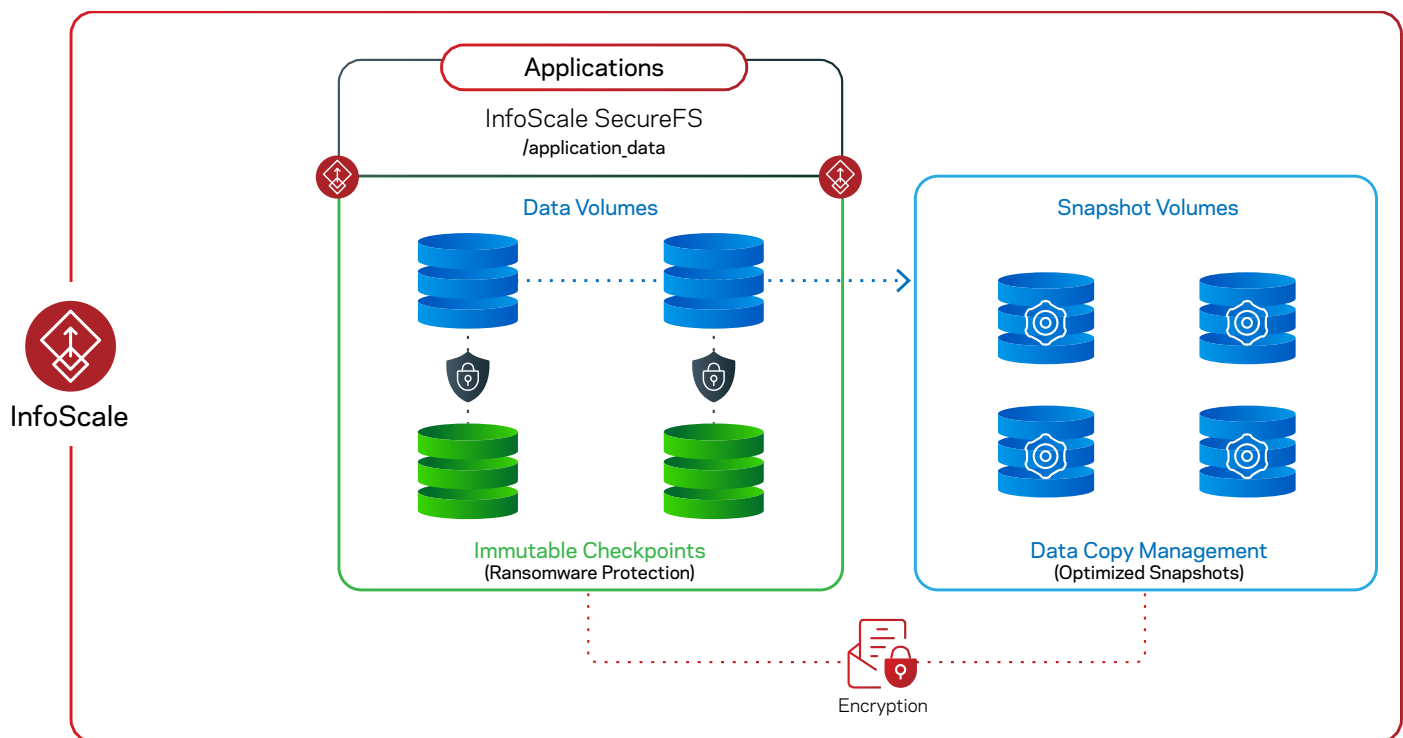 Applications
InfoScale SecureFS
/application_data
Data Volumes
Snapshot Volumes
InfoScale
Immutable Checkpoints
(Ransomware Protection)
Data Copy Management
(Optimized Snapshots)
Encryption